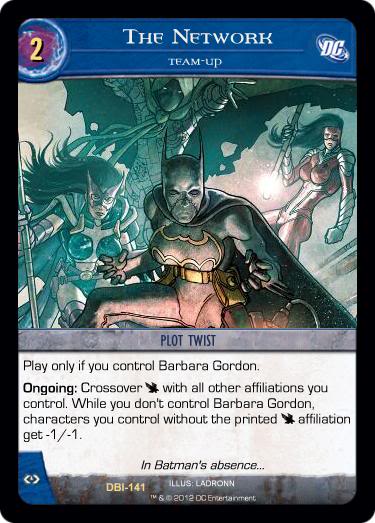 2
THE NETWORK
TEAM-UP
DC
PLOT TWIST
Play only if you control Barbara Gordon.
Ongoing: Crossover with all other affiliations you
control. While you don't control Barbara Gordon,
characters you control without the printed affiliation
get -1/-1.
In Batman's absence...
DBI-141
ILLUS: LADRONN
™ & © 2012 DC Entertainment